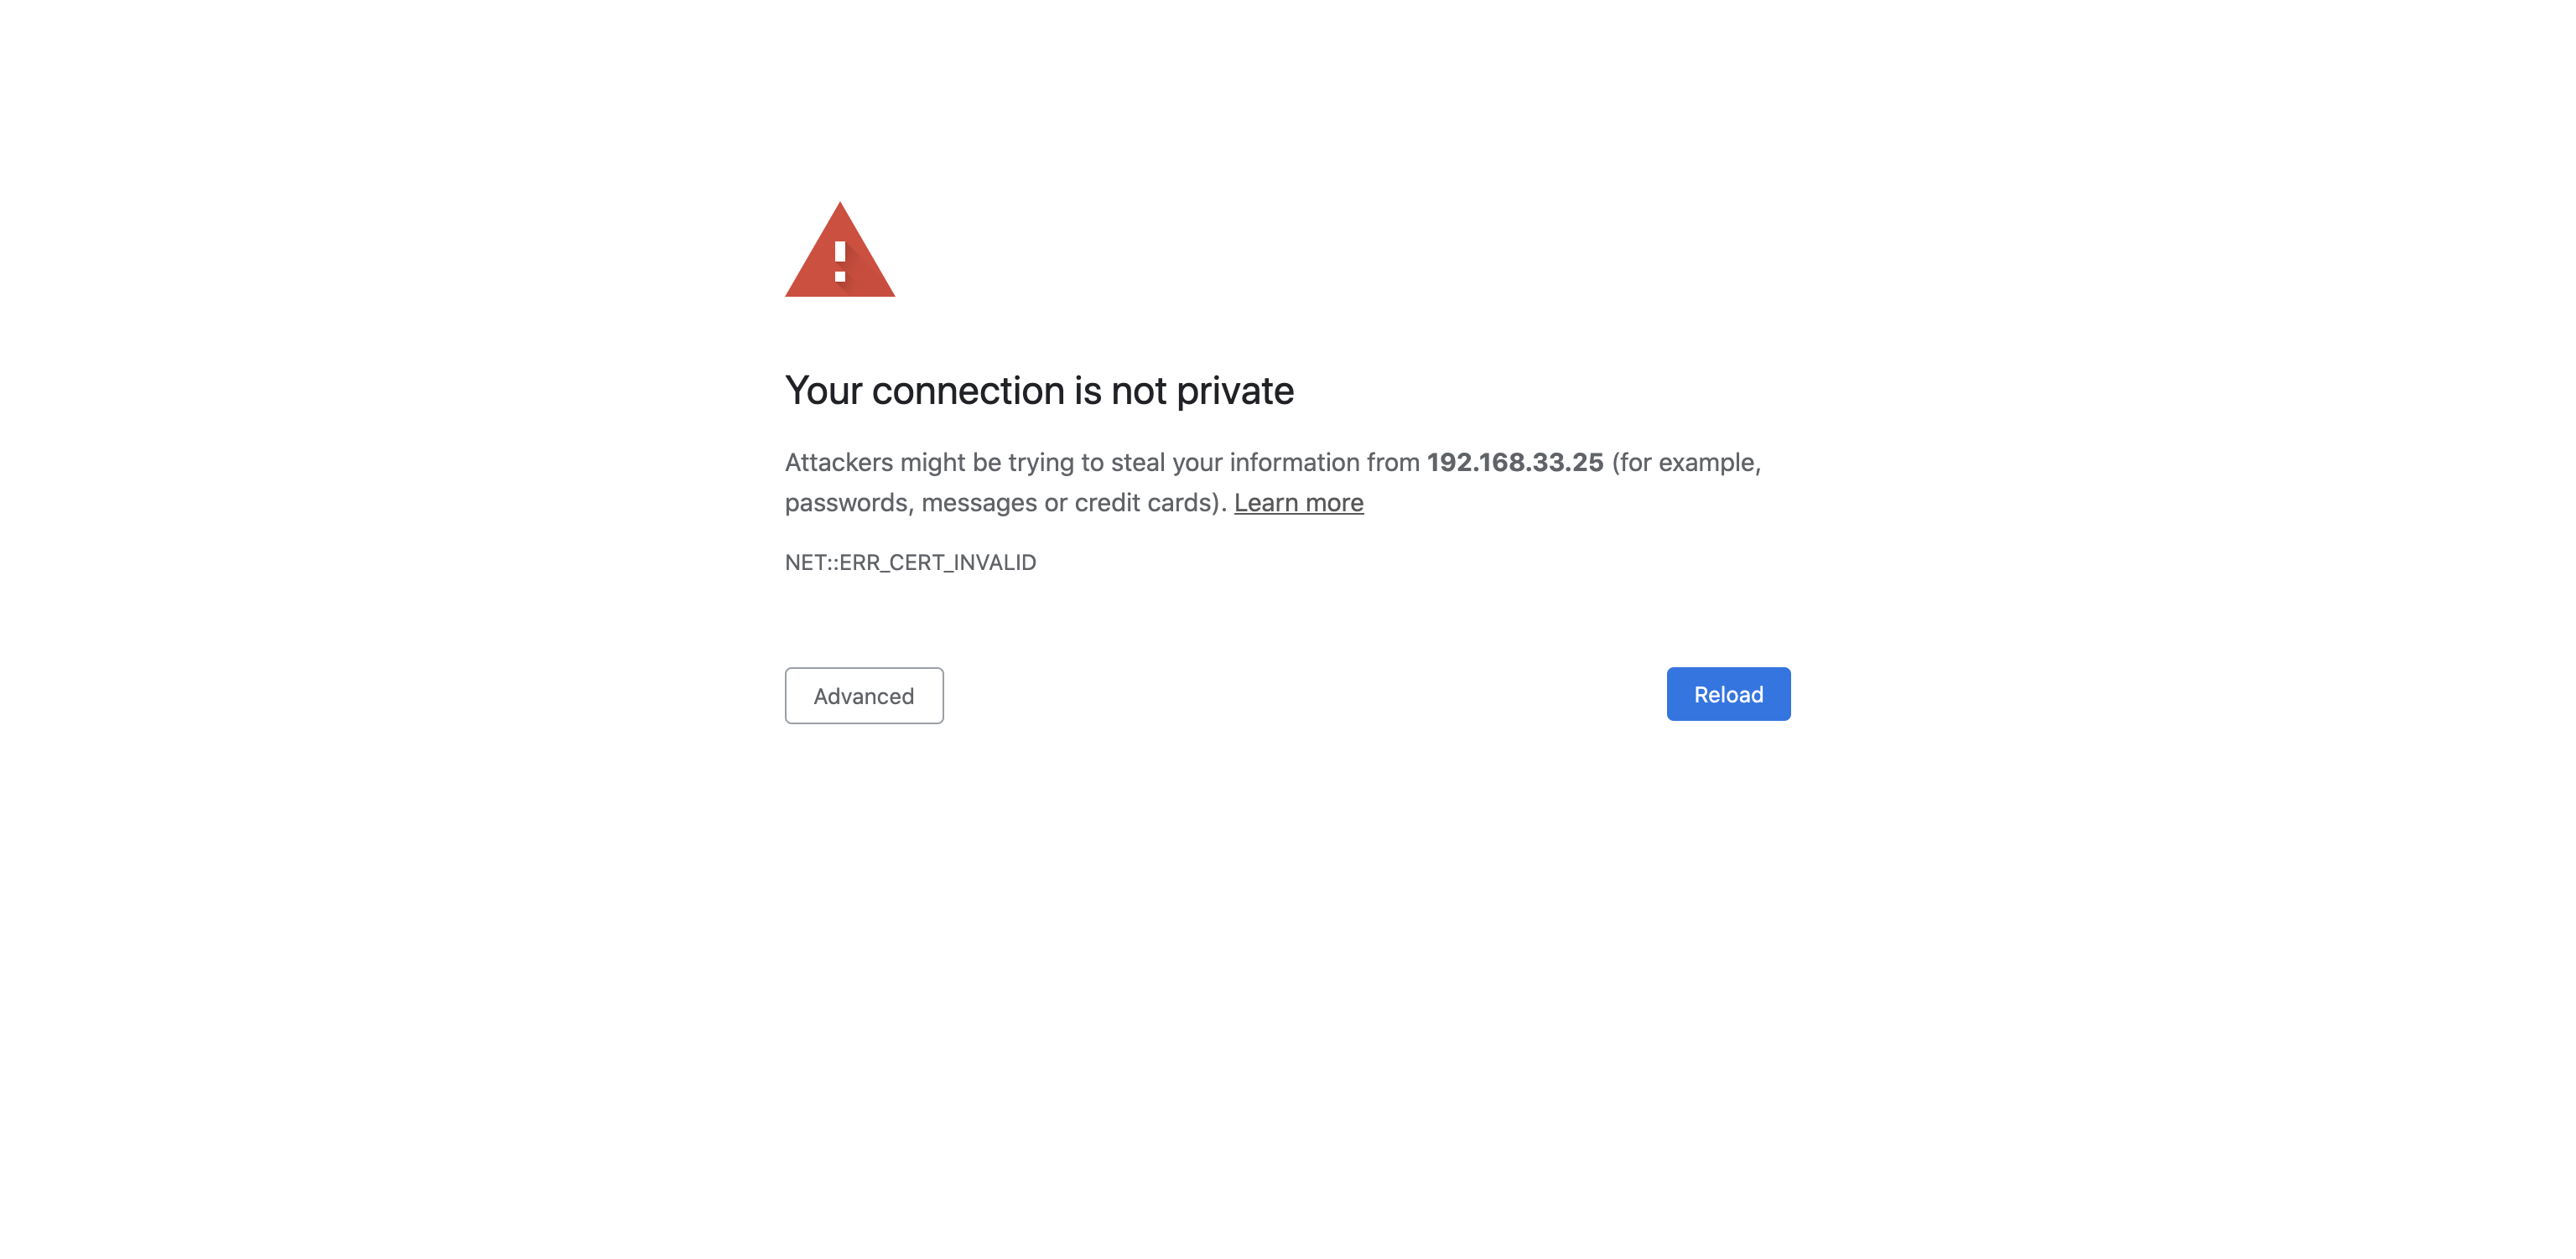 Your connection is not private
Attackers might be trying to steal your information from 192.168.33.25 (for example,
passwords, messages or credit cards). Learn more
NET::ERR_CERT_INVALID
Advanced
Reload